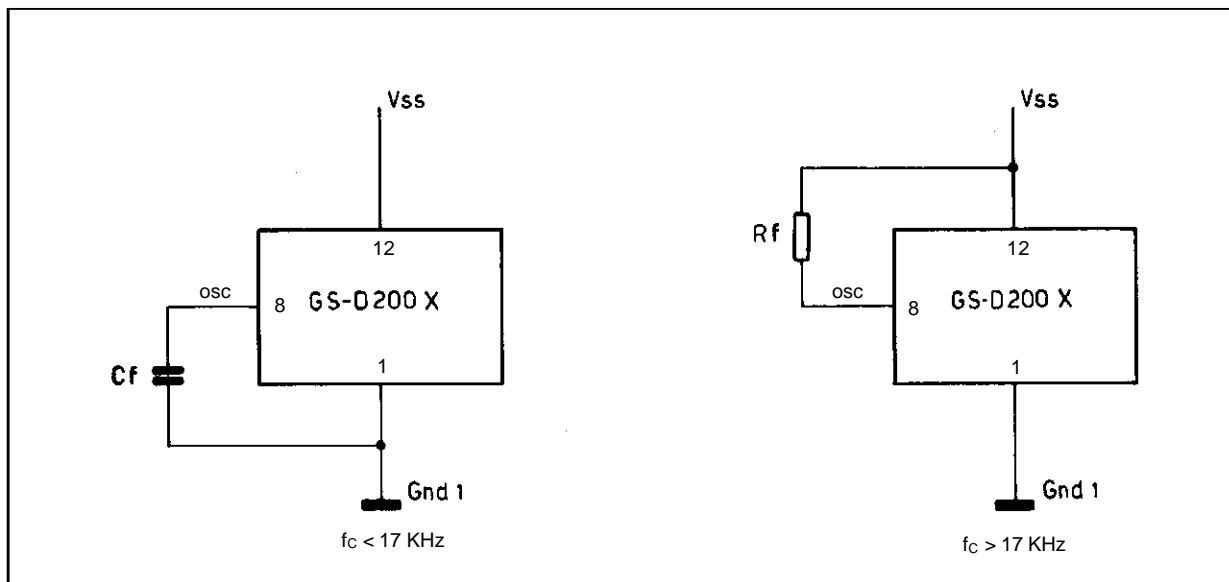 Vss
12
osc
8
GS-D200 X
1
Cf
Gnd 1
fC < 17 KHz
Vss
Rf
12
osc
8
GS-D200 X
1
Gnd 1
fC > 17 KHz